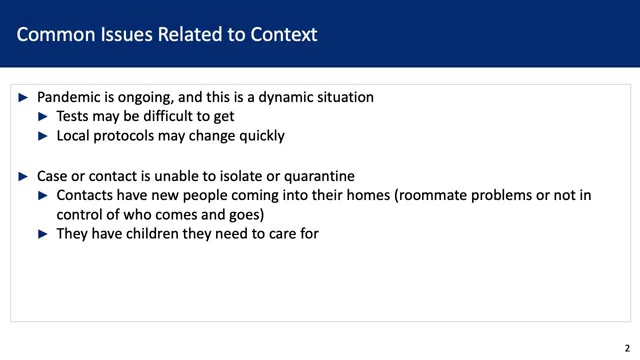 Common Issues Related to Context
► Pandemic is ongoing, and this is a dynamic situation
► Tests may be difficult to get
► Local protocols may change quickly
► Case or contact is unable to isolate or quarantine
► Contacts have new people coming into their homes (roommate problems or not in
control of who comes and goes)
► They have children they need to care for
2